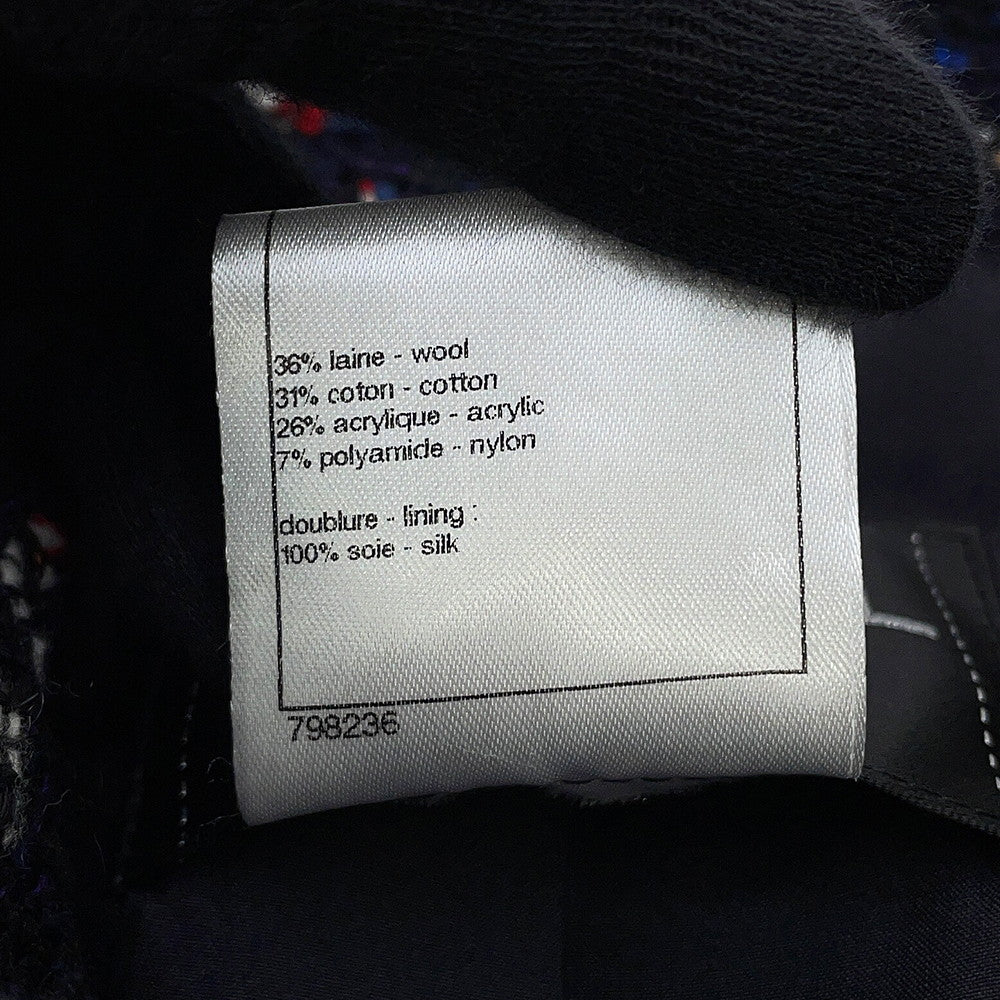 36% laine - wool
31% coton - cotton
26% acrylique - acrylic
7% polyamide - nylon
doublure - lining :
100% soie - silk
798236